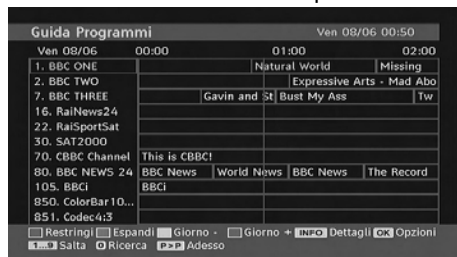 Guida Programmi Ven 08/06 00:50
Ven 08/06 00:00 01:00 02:00
1. BBC ONE Natural World Missing
2. BBC TWO Expressive Arts - Mad Abo
7. BBC THREE Gavin and St Bust My Ass Tw
16. RaiNews24
22. RaiSportSat
30. SAT2000
70. CBBC Channel This is CBBC!
80. BBC NEWS 24 BBC News World News BBC News The Record
105. BBCi BBCi
850. ColorBar10...
851. Codec4:3
Restringi Espandi Giorno - Giorno + INFO Dettagli OK Opzioni
1...9 Salta Ricerca P>P Adesso